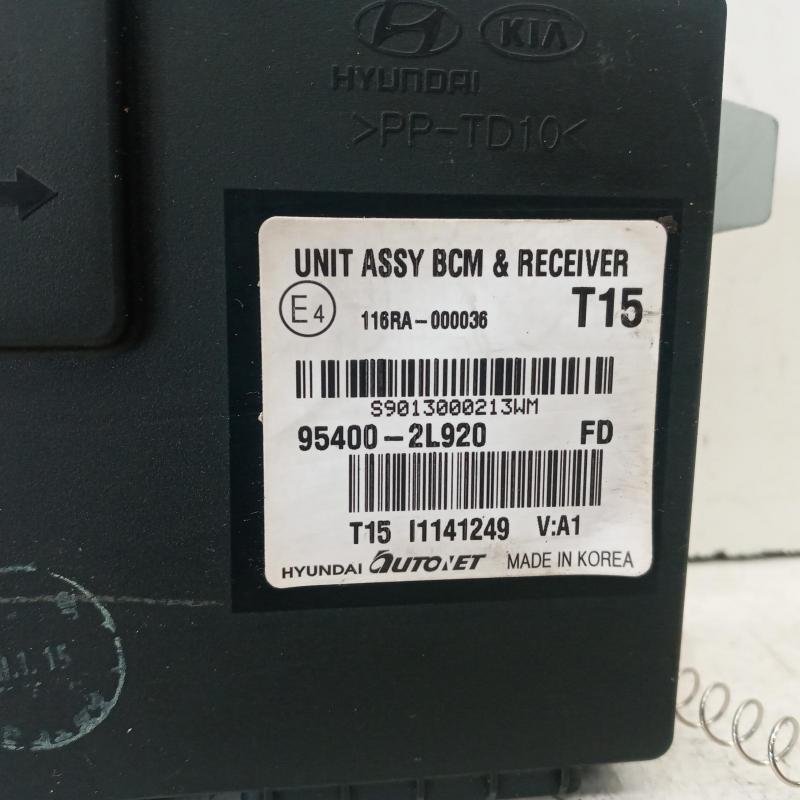 KIA
HYUNDAI
>PP-TD10<
UNIT ASSY BCM & RECEIVER
E4 116RA-000036 T15
S9013000213WM
95400-2L920 FD
T15 I1141249 V:A1
HYUNDAI AUTONET MADE IN KOREA